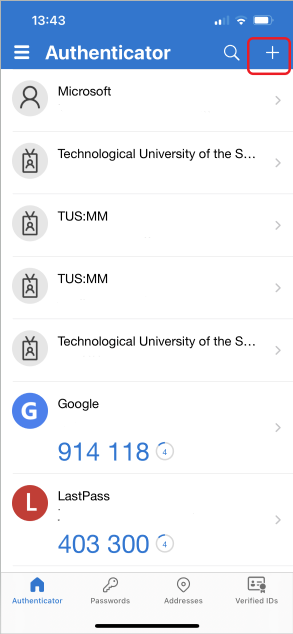 13:43
Authenticator
Microsoft
Technological University of the S...
TUS:MM
TUS:MM
Technological University of the S...
G
Google
914 118
4
L
LastPass
:
403 300
4
Authenticator
Passwords
Addresses
Verified IDs